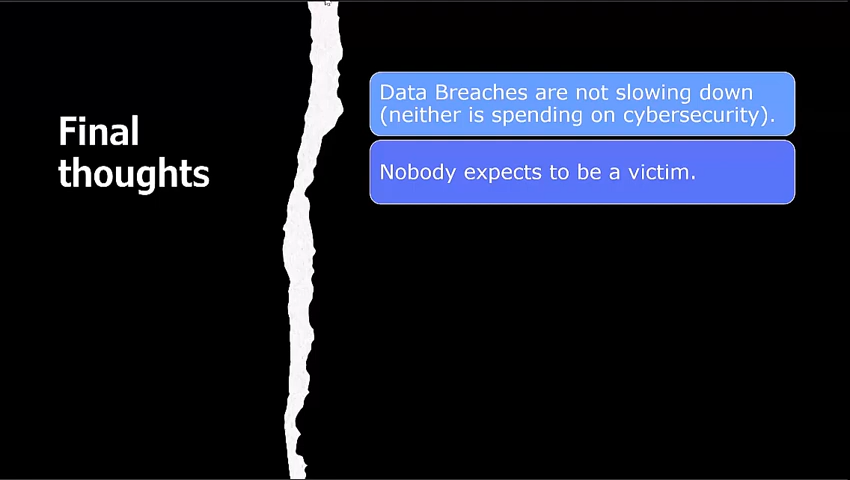 Final
thoughts
Data Breaches are not slowing down
(neither is spending on cybersecurity).
Nobody expects to be a victim.